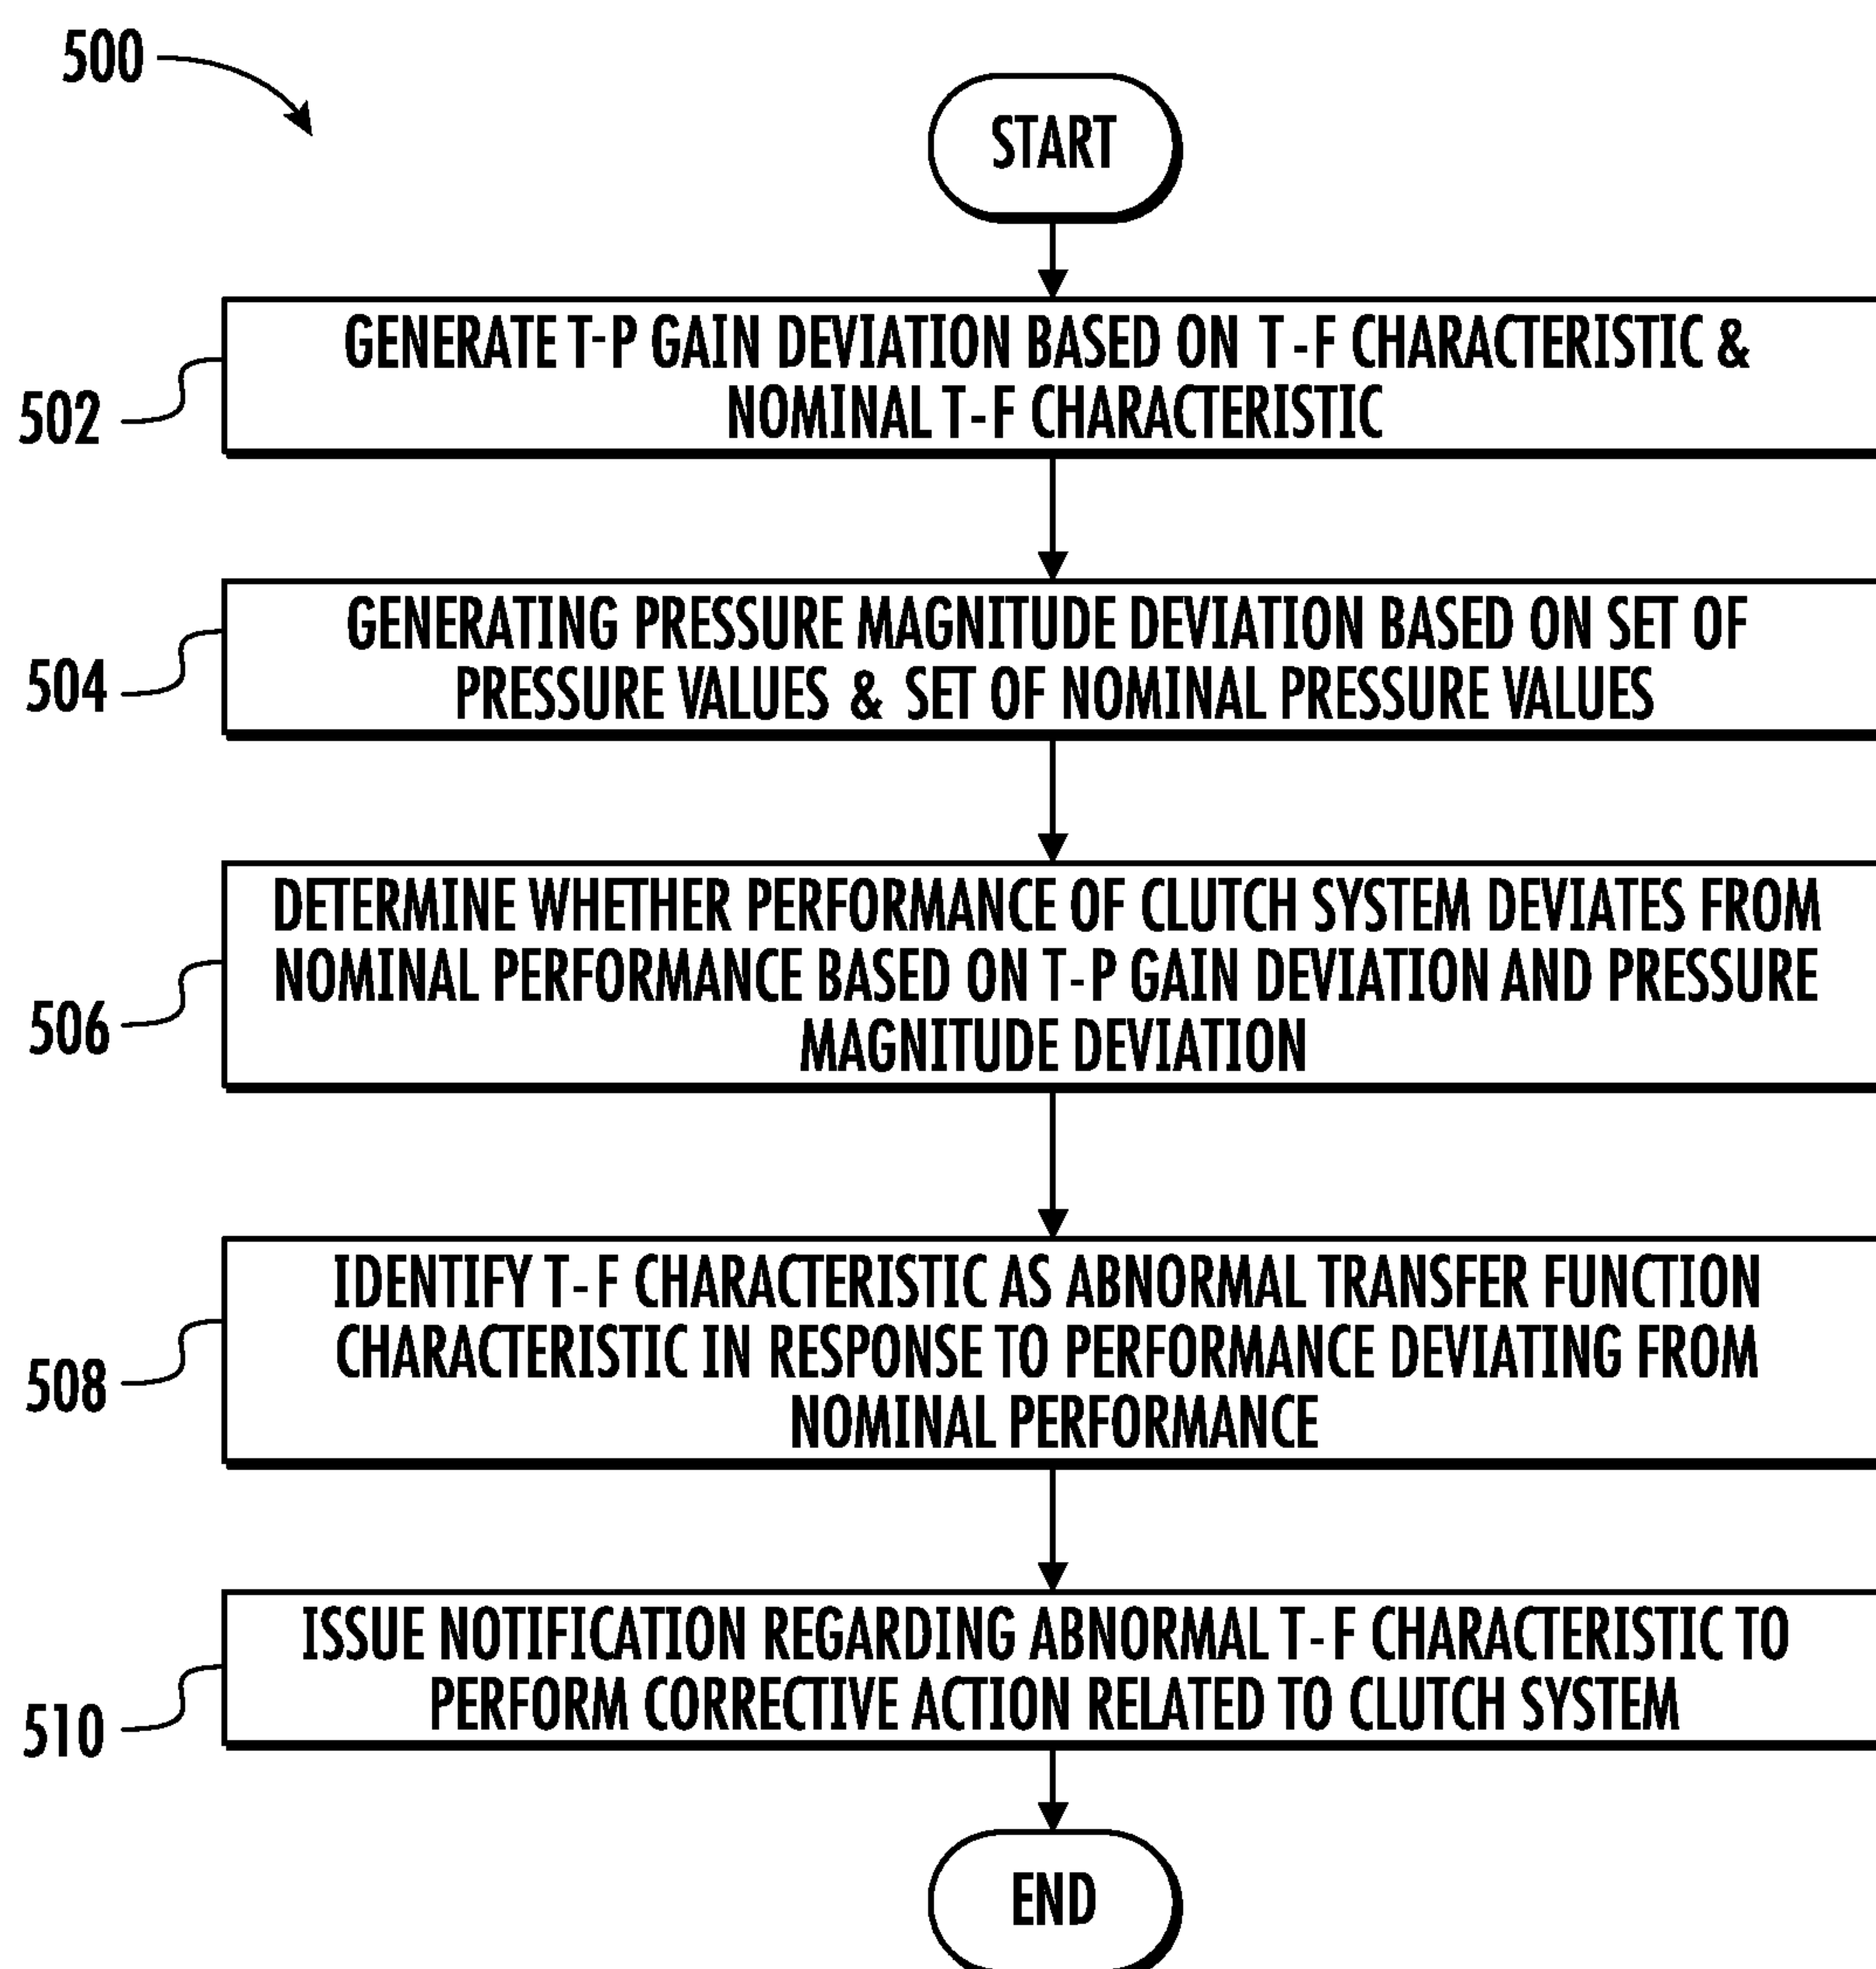 500
START
GENERATE T-P GAIN DEVIATION BASED ON T-F CHARACTERISTIC &
NOMINAL T-F CHARACTERISTIC
502
GENERATING PRESSURE MAGNITUDE DEVIATION BASED ON SET OF
PRESSURE VALUES & SET OF NOMINAL PRESSURE VALUES
504
DETERMINE WHETHER PERFORMANCE OF CLUTCH SYSTEM DEVIATES FROM
NOMINAL PERFORMANCE BASED ON T-P GAIN DEVIATION AND PRESSURE
MAGNITUDE DEVIATION
506
IDENTIFY T-F CHARACTERISTIC AS ABNORMAL TRANSFER FUNCTION
CHARACTERISTIC IN RESPONSE TO PERFORMANCE DEVIATING FROM
NOMINAL PERFORMANCE
508
ISSUE NOTIFICATION REGARDING ABNORMAL T-F CHARACTERISTIC TO
PERFORM CORRECTIVE ACTION RELATED TO CLUTCH SYSTEM
510
END